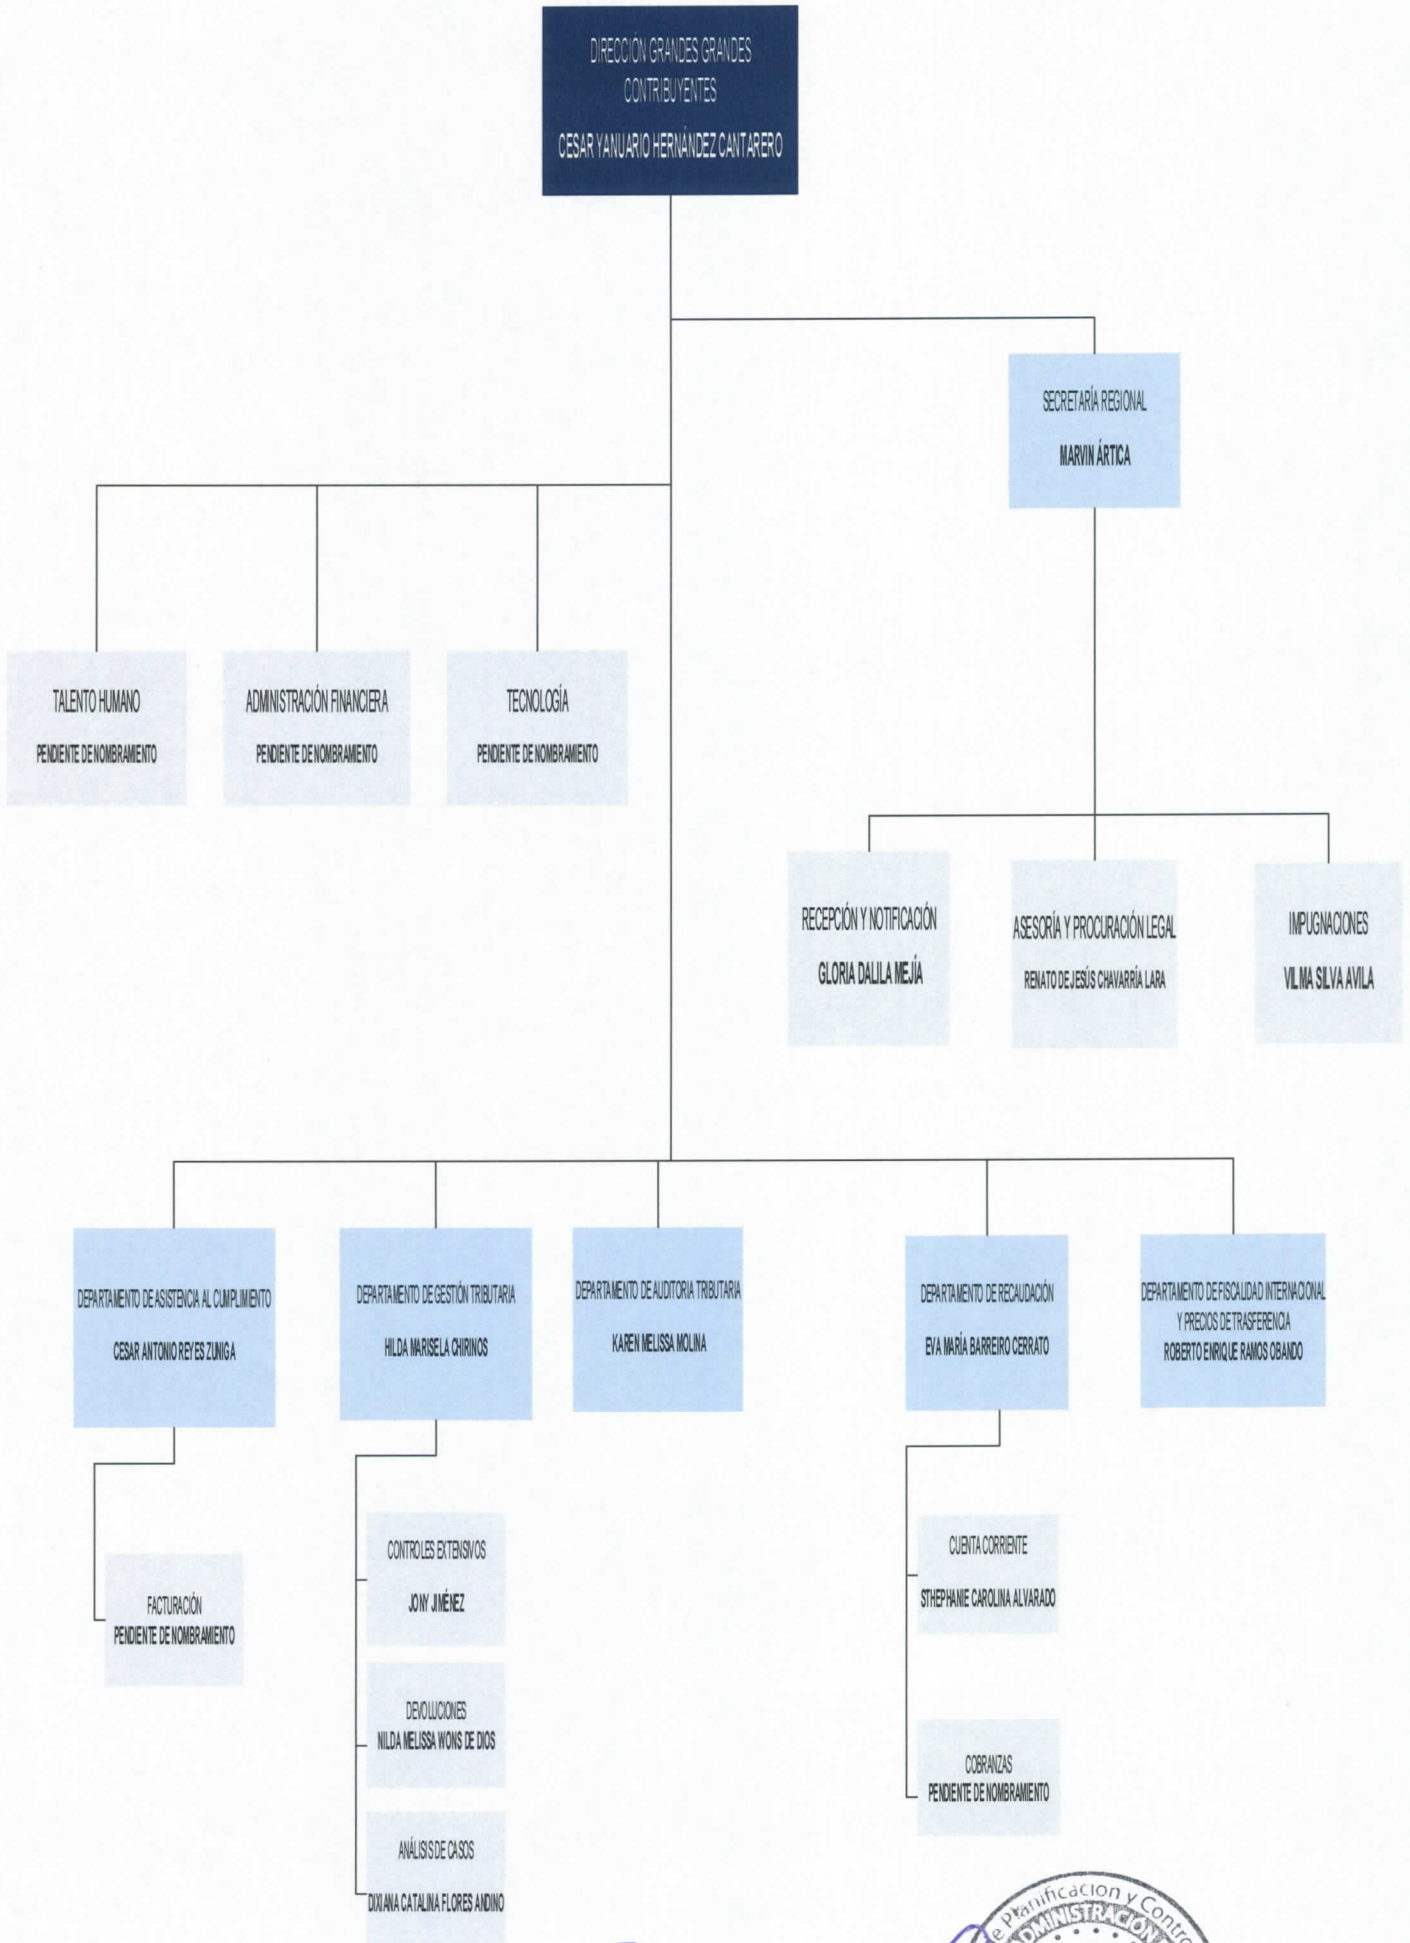 DIRECCIÓN GRANDES GRANDES
CONTRIBUYENTES
CESAR YANUARIO HERNÁNDEZ CANTARERO
SECRETARÍA REGIONAL
MARVIN ÁRTICA
TALENTO HUMANO
PENDIENTE DE NOMBRAMIENTO
ADMINISTRACIÓN FINANCIERA
PENDIENTE DE NOMBRAMIENTO
TECNOLOGÍA
PENDIENTE DE NOMBRAMIENTO
RECEPCIÓN Y NOTIFICACIÓN
GLORIA DALILA MEJÍA
ASESORÍA Y PROCURACIÓN LEGAL
RENATO DE JESÚS CHAVARRÍA LARA
IMPUGNACIONES
VILMA SILVA AVILA
DEPARTAMENTO DE ASISTENCIA AL CUMPLIMIENTO
CESAR ANTONIO REYES ZUNIGA
DEPARTAMENTO DE GESTIÓN TRIBUTARIA
HILDA MARISELA CHIRINOS
DEPARTAMENTO DE AUDITORIA TRIBUTARIA
KAREN MELISSA MOLINA
DEPARTAMENTO DE RECAUDACIÓN
EVA MARÍA BARREIRO CERRATO
DEPARTAMENTO DE FISCALIDAD INTERNACIONAL
Y PRECIOS DE TRASFERENCIA
ROBERTO ENRIQUE RAMOS OBANDO
FACTURACIÓN
PENDIENTE DE NOMBRAMIENTO
CONTROLES EXTENSIVOS
JONY JIMÉNEZ
DEVOLUCIONES
NILDA MELISSA WONS DE DIOS
ANÁLISIS DE CASOS
DIXIANA CATALINA FLORES ANDINO
CUENTA CORRIENTE
STHEPHANIE CAROLINA ALVARADO
COBRANZAS
PENDIENTE DE NOMBRAMIENTO
e Planificación y Contro
ADMINISTRACIÓN